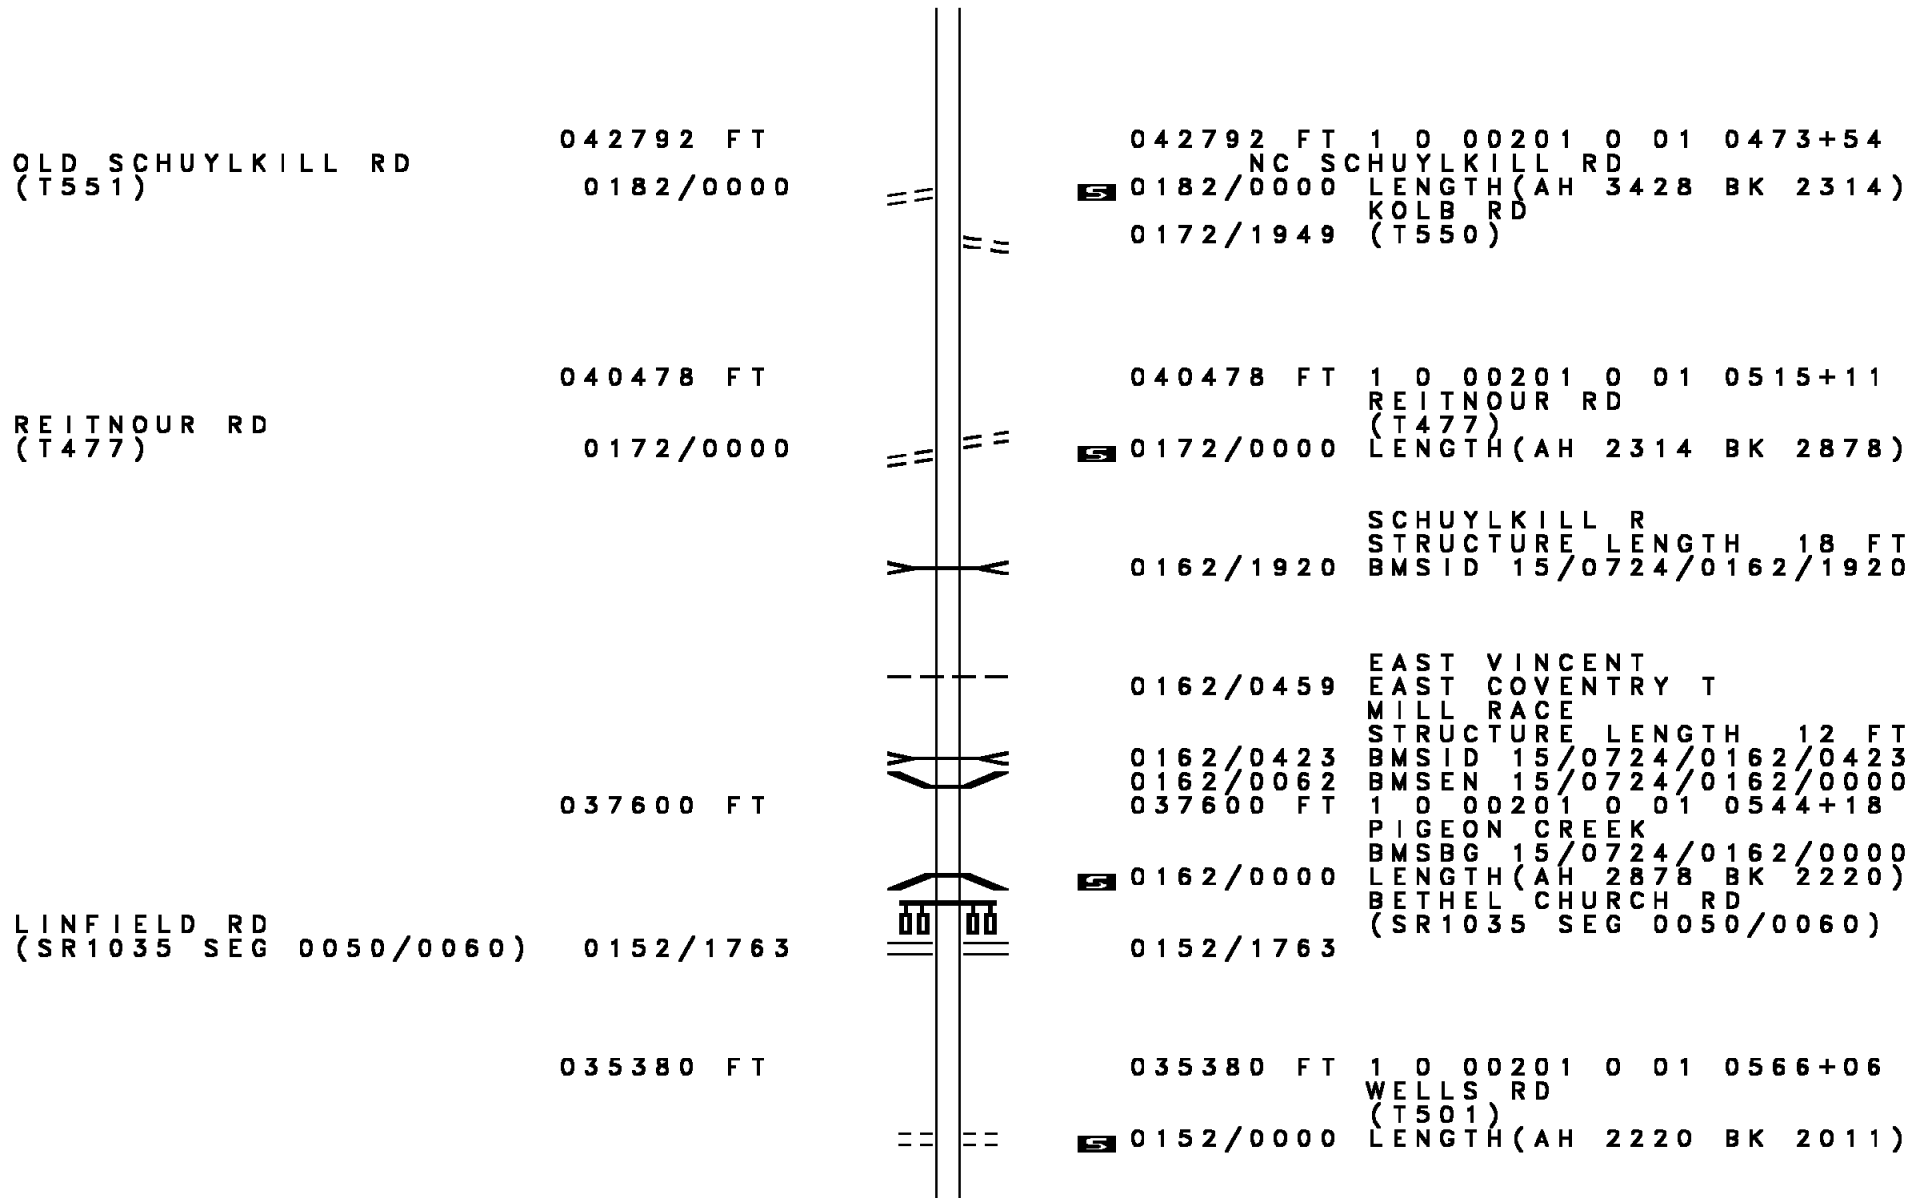 042792 FT 042792 FT 1 0 00201 0 01 0473+54
OLD SCHUYLKILL RD NC SCHUYLKILL RD
(T551) 0182/0000 S 0182/0000 LENGTH(AH 3428 BK 2314)
KOLB RD
0172/1949 (T550)
040478 FT 040478 FT 1 0 00201 0 01 0515+11
REITNOUR RD
REITNOUR RD (T477)
(T477) 0172/0000 S 0172/0000 LENGTH(AH 2314 BK 2878)
SCHUYLKILL R
STRUCTURE LENGTH 18 FT
0162/1920 BMSID 15/0724/0162/1920
EAST VINCENT
0162/0459 EAST COVENTRY T
MILL RACE
STRUCTURE LENGTH 12 FT
0162/0423 BMSID 15/0724/0162/0423
0162/0062 BMSEN 15/0724/0162/0000
037600 FT 037600 FT 1 0 00201 0 01 0544+18
PIGEON CREEK
BMSBG 15/0724/0162/0000
S 0162/0000 LENGTH(AH 2878 BK 2220)
BETHEL CHURCH RD
LINFIELD RD (SR1035 SEG 0050/0060)
(SR1035 SEG 0050/0060) 0152/1763 0152/1763
035380 FT 035380 FT 1 0 00201 0 01 0566+06
WELLS RD
(T501)
S 0152/0000 LENGTH(AH 2220 BK 2011)